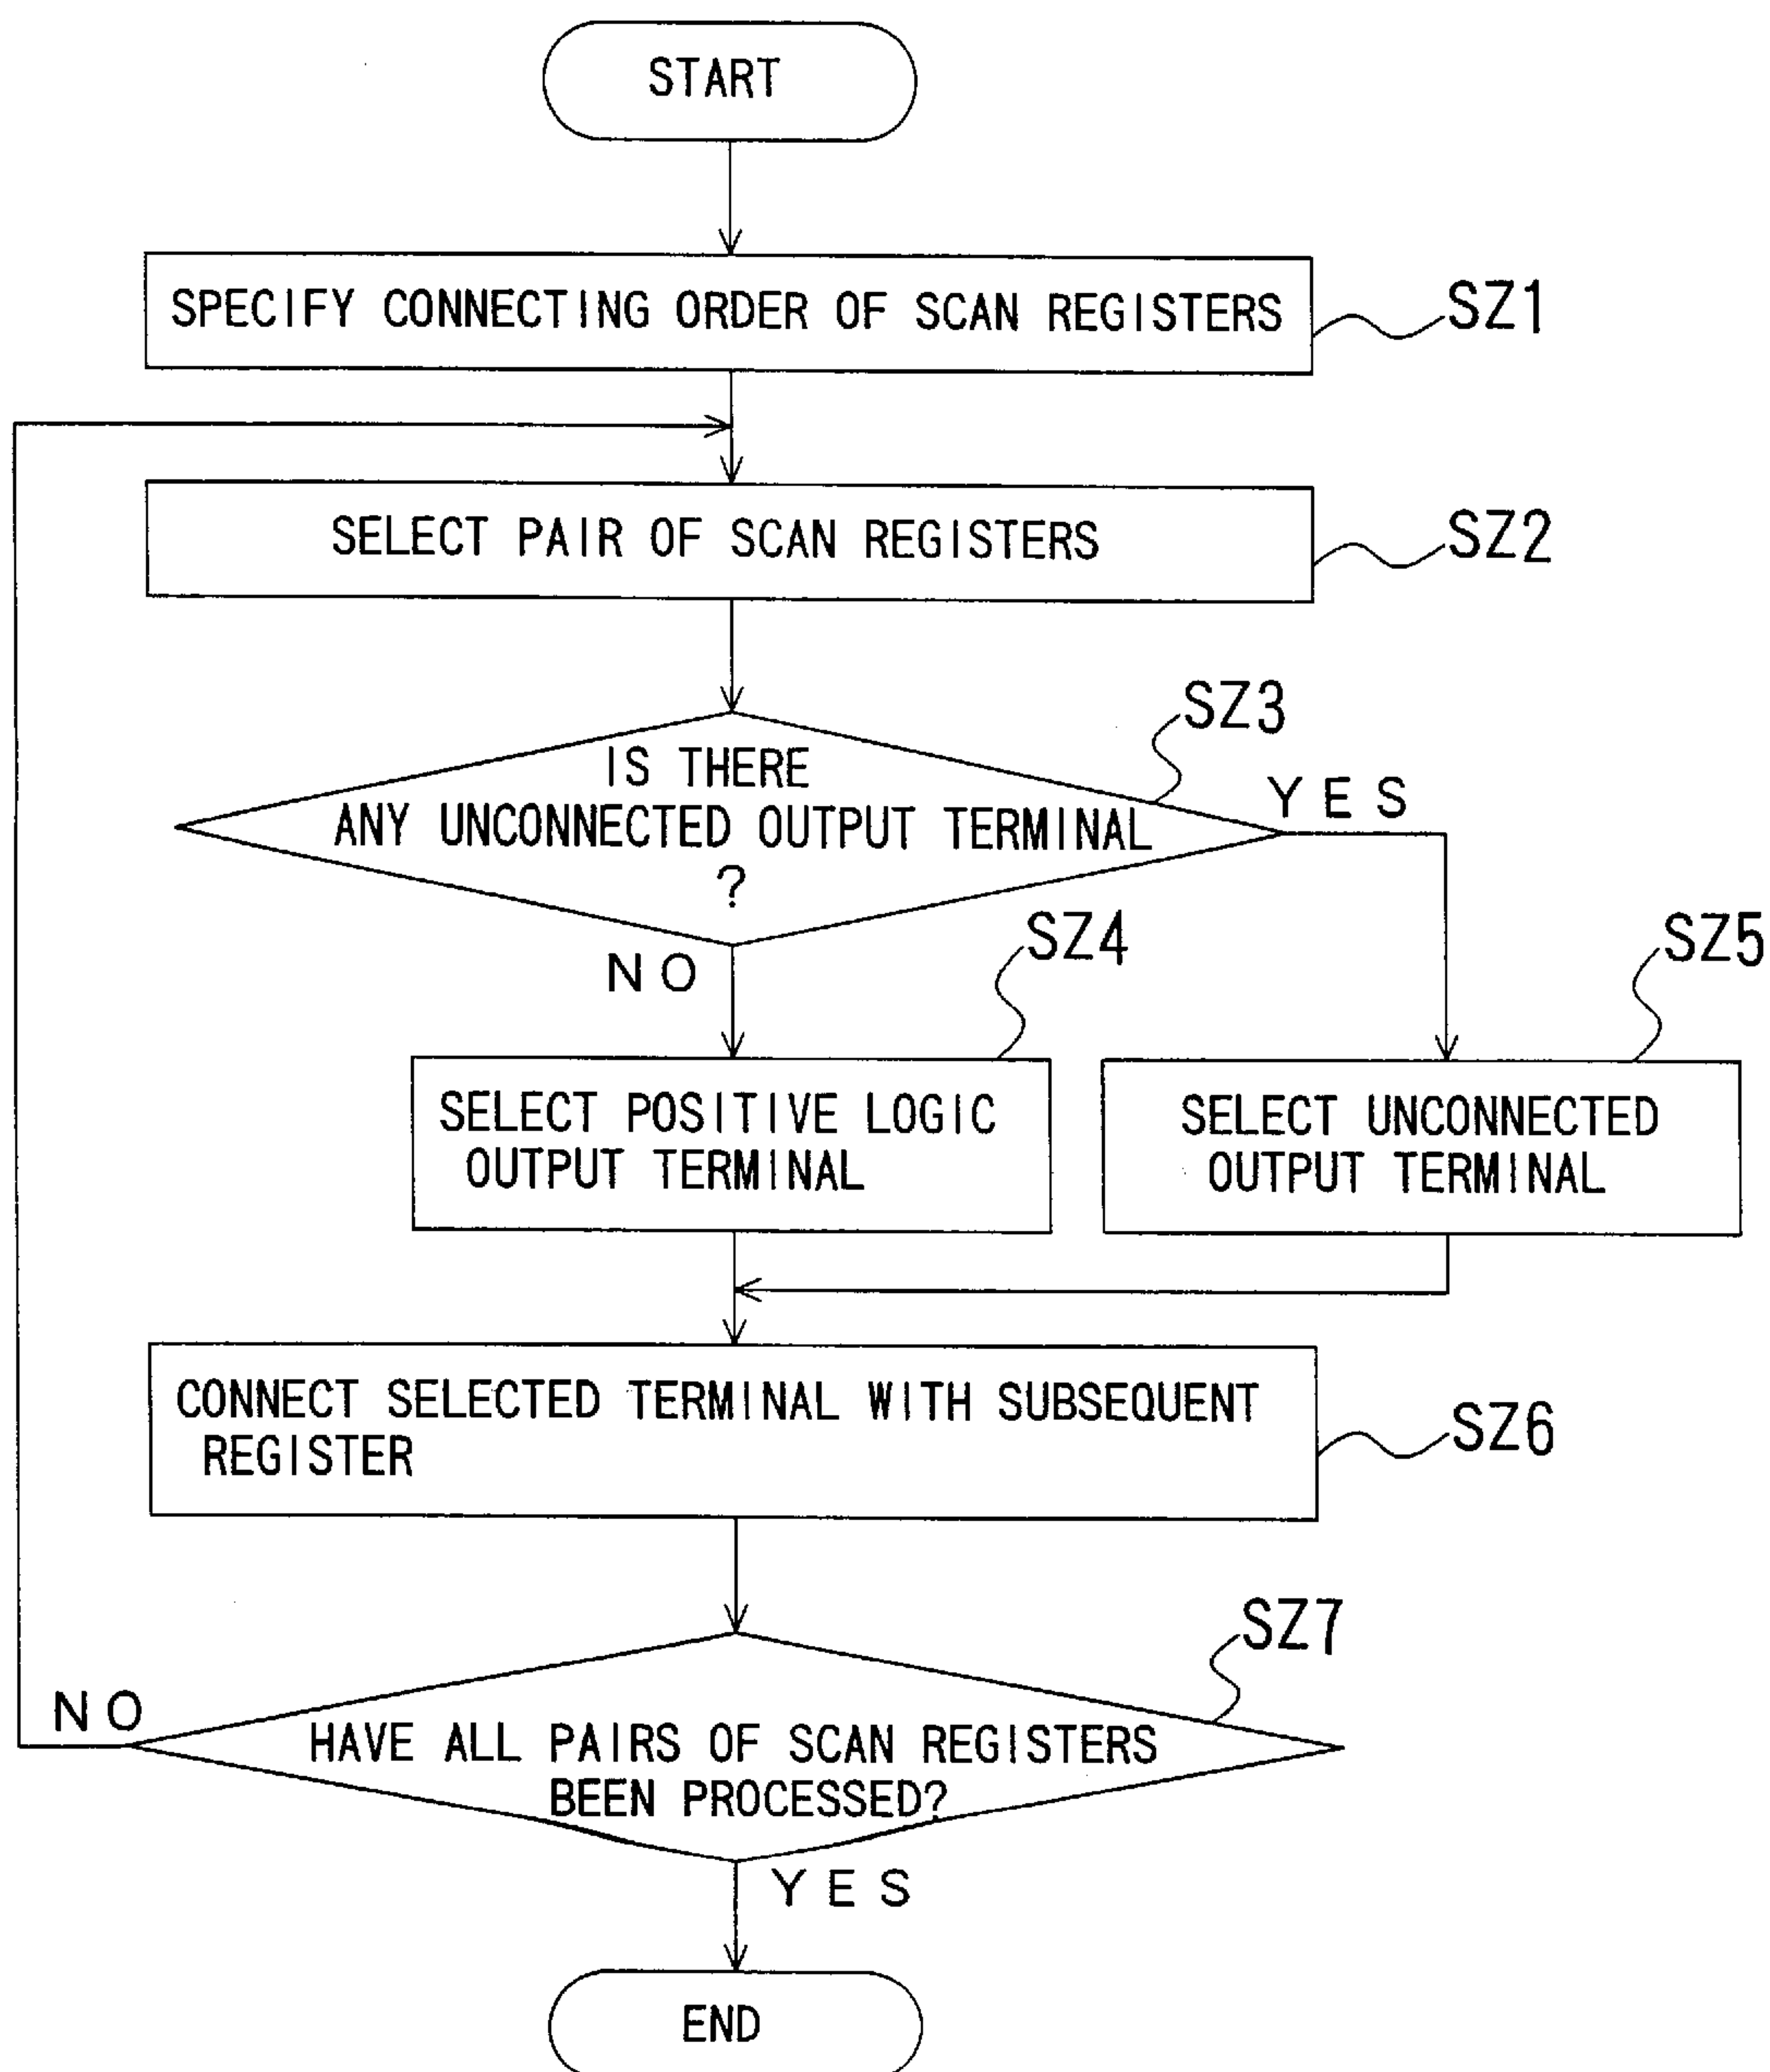 START
SPECIFY CONNECTING ORDER OF SCAN REGISTERS
SZ1
SELECT PAIR OF SCAN REGISTERS
SZ2
SZ3
IS THERE
ANY UNCONNECTED OUTPUT TERMINAL
?
YES
NO
SZ4
SZ5
SELECT POSITIVE LOGIC
OUTPUT TERMINAL
SELECT UNCONNECTED
OUTPUT TERMINAL
CONNECT SELECTED TERMINAL WITH SUBSEQUENT
REGISTER
SZ6
SZ7
NO
HAVE ALL PAIRS OF SCAN REGISTERS
BEEN PROCESSED?
YES
END